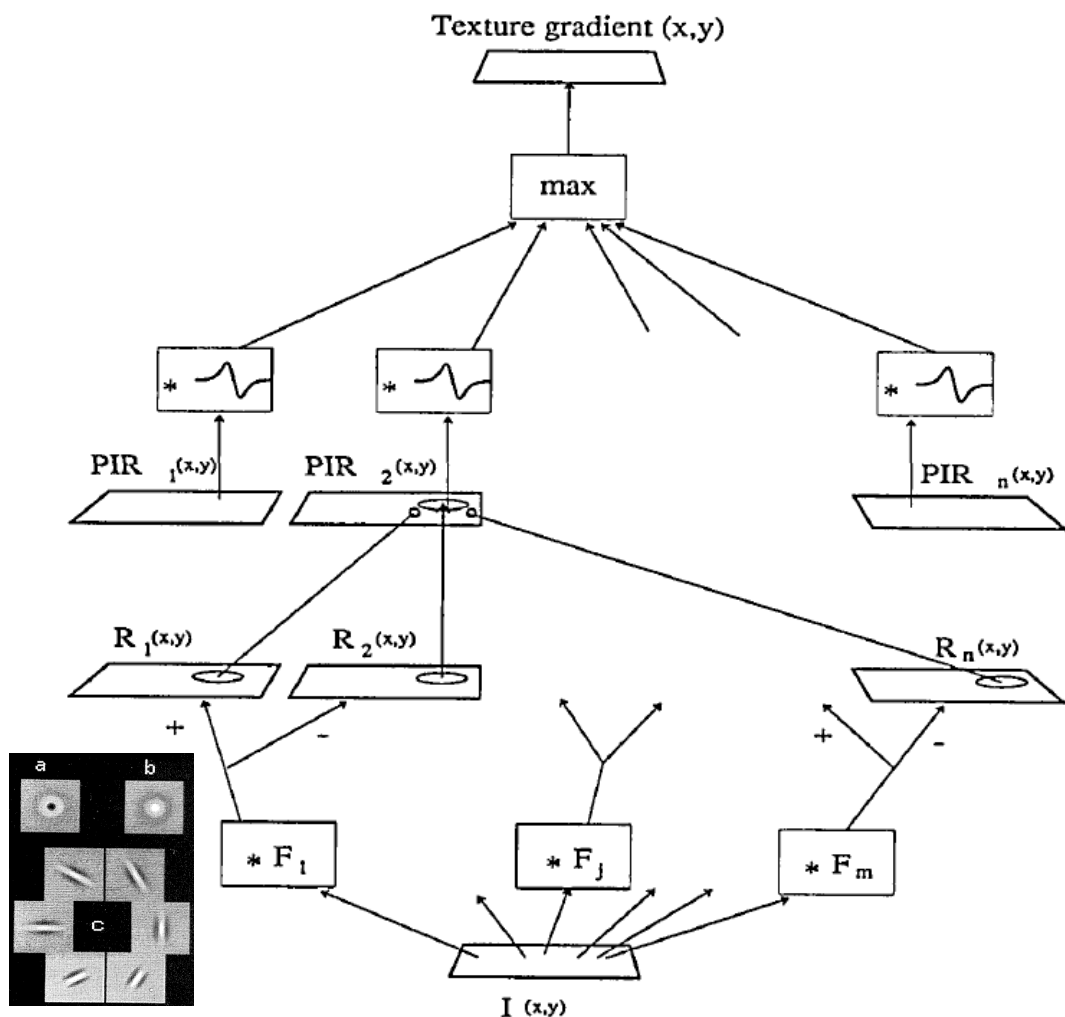 Texture gradient (x,y)
max
* * *
PIR 1(x,y) PIR 2(x,y) PIR n(x,y)
R 1(x,y) R 2(x,y) R n(x,y)
+ - + -
a b
* F 1 * F j * F m
c
I (x,y)